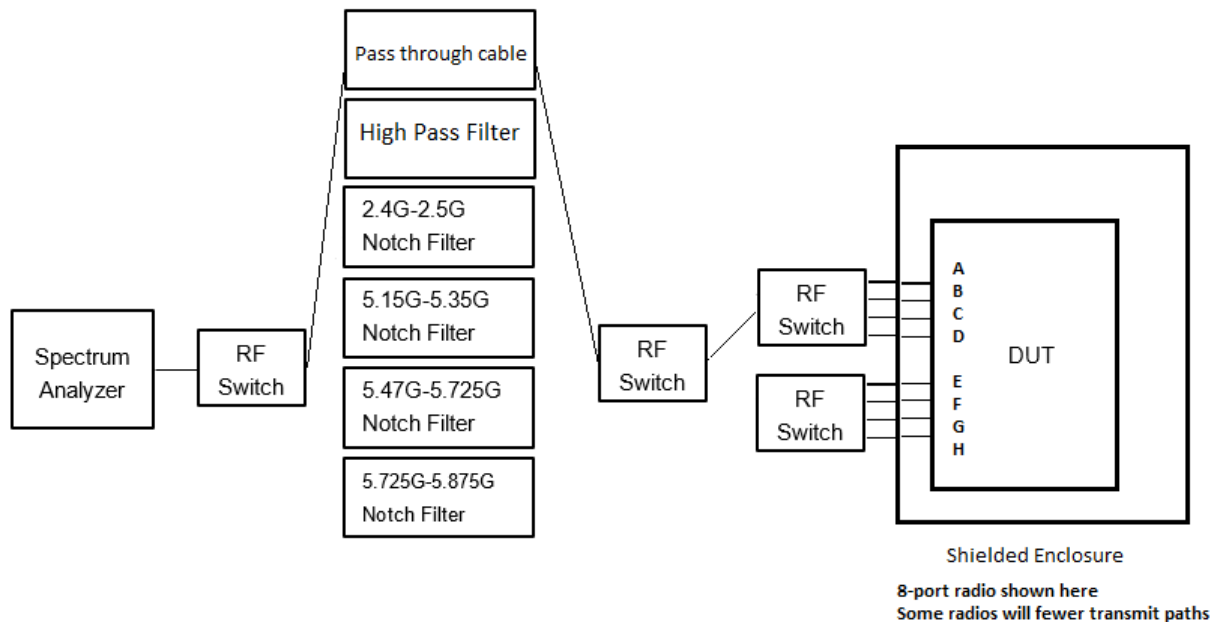 Pass through cable
High Pass Filter
2.4G-2.5G
Notch Filter
5.15G-5.35G
Notch Filter
5.47G-5.725G
Notch Filter
5.725G-5.875G
Notch Filter
Spectrum
Analyzer
RF
Switch
RF
Switch
RF
Switch
RF
Switch
A
B
C
D
E
F
G
H
DUT
Shielded Enclosure
8-port radio shown here
Some radios will fewer transmit paths